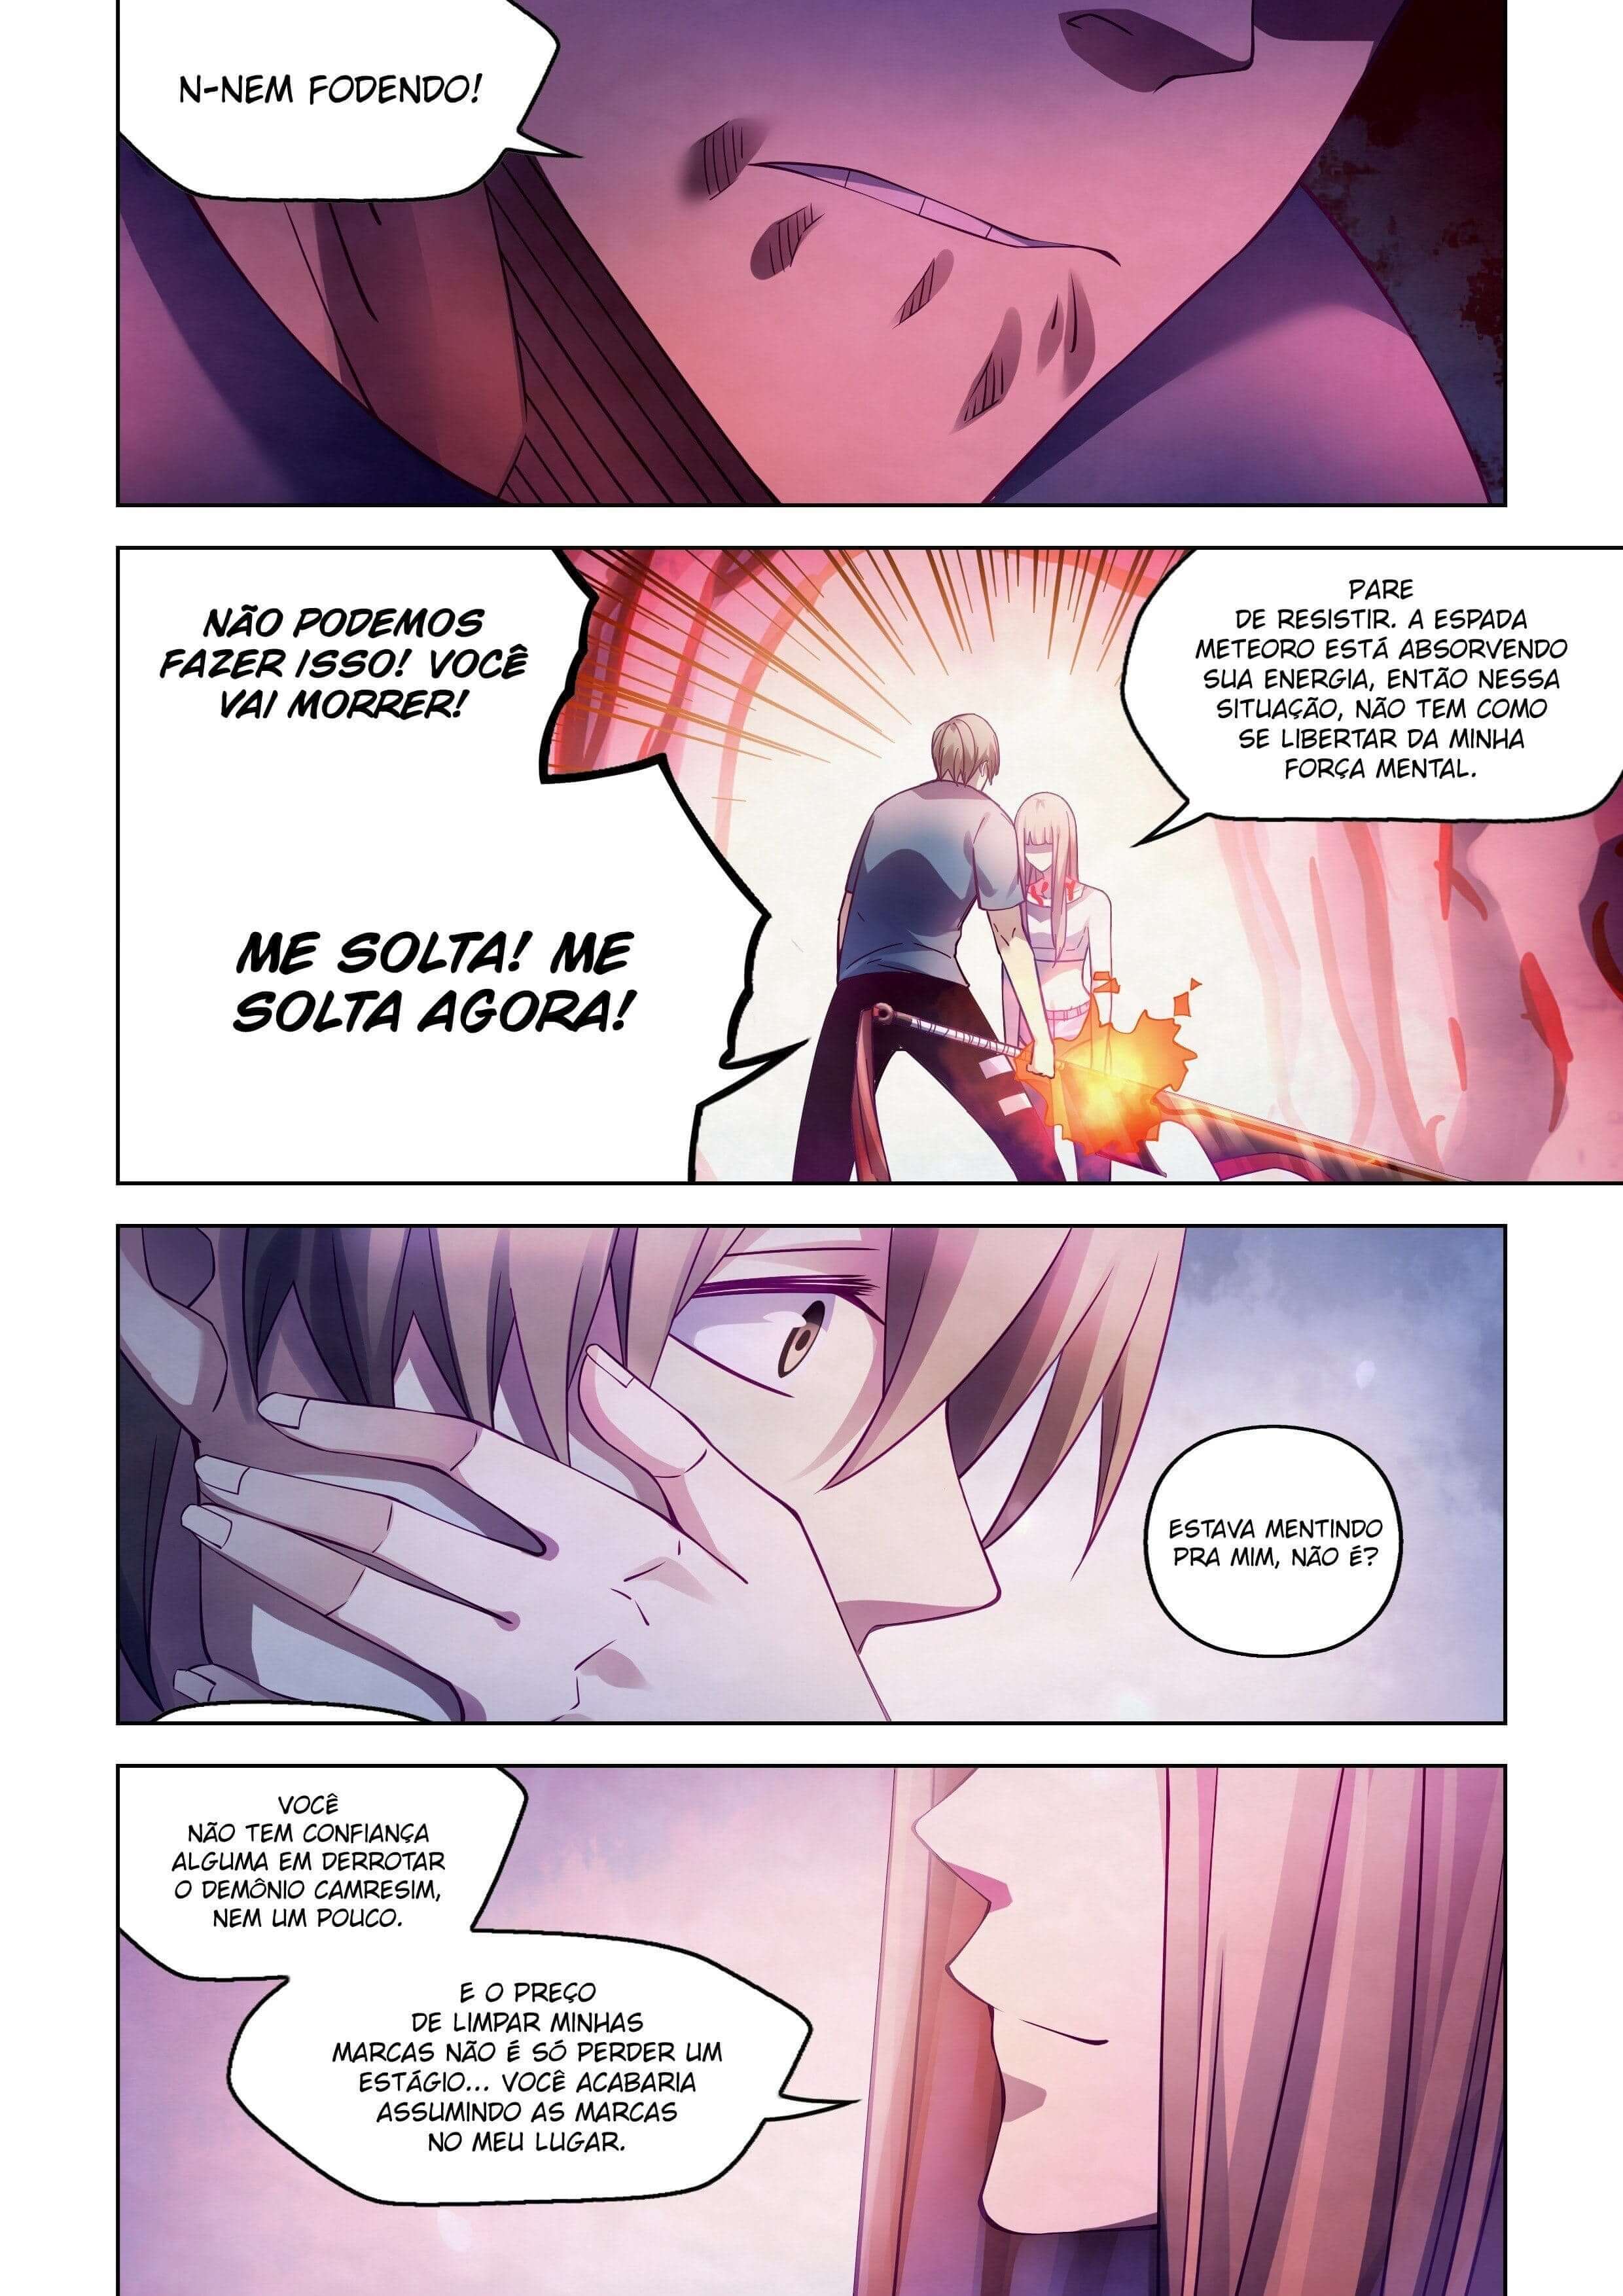 N-NEM FODENDO!
NÃO PODEMOS
FAZER ISSO! VOCÊ
VAI MORRER!
PARE
DE RESISTIR. A ESPADA
METEORO ESTÁ ABSORVENDO
SUA ENERGIA, ENTÃO NESSA
SITUAÇÃO, NÃO TEM COMO
SE LIBERTAR DA MINHA
FORÇA MENTAL.
ME SOLTA! ME
SOLTA AGORA!
ESTAVA MENTINDO
PRA MIM, NÃO É?
VOCÊ
NÃO TEM CONFIANÇA
ALGUMA EM DERROTAR
O DEMÔNIO CAMRESIM,
NEM UM POUCO.
E O PREÇO
DE LIMPAR MINHAS
MARCAS NÃO É SÓ PERDER UM
ESTÁGIO... VOCÊ ACABARIA
ASSUMINDO AS MARCAS
NO MEU LUGAR.